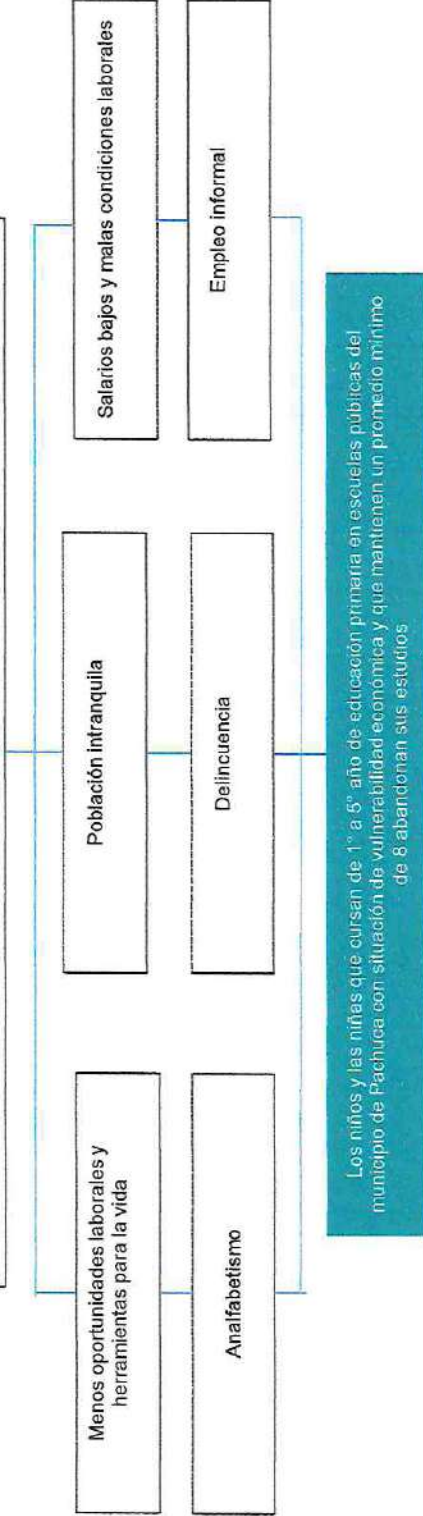 Menos oportunidades laborales y
herramientas para la vida
Población intranquila
Salarios bajos y malas condiciones laborales
Analfabetismo
Delincuencia
Empleo informal
Los niños y las niñas que cursan de 1° a 5° año de educación primaria en escuelas públicas del
municipio de Pachuca con situación de vulnerabilidad económica y que mantienen un promedio mínimo
de 8 abandonan sus estudios